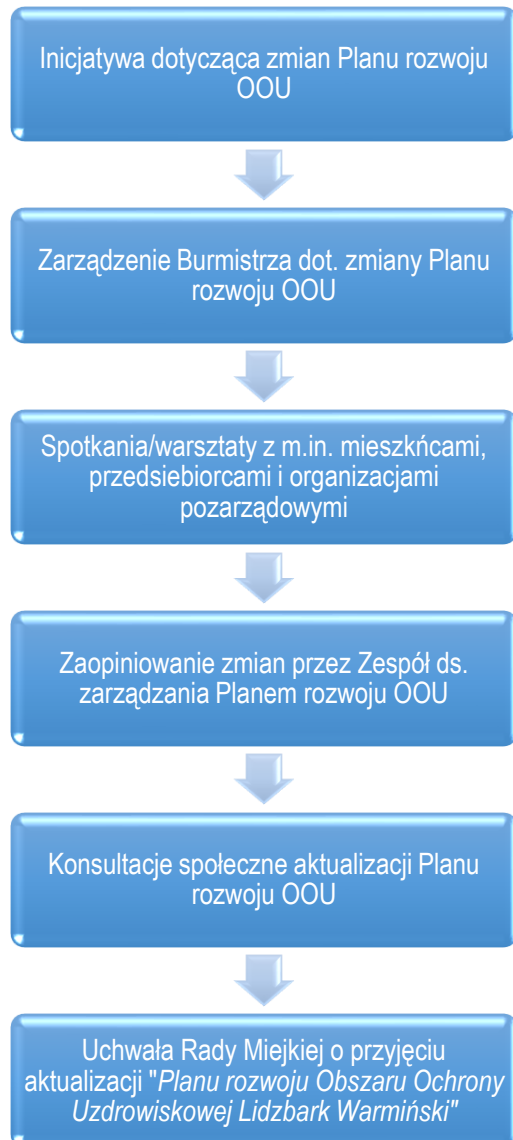 Inicjatywa dotycząca zmian Planu rozwoju
OOU
Zarządzenie Burmistrza dot. zmiany Planu
rozwoju OOU
Spotkania/warsztaty z m.in. mieszkńcami,
przedsiebiorcami i organizacjami
pozarządowymi
Zaopiniowanie zmian przez Zespół ds.
zarządzania Planem rozwoju OOU
Konsultacje społeczne aktualizacji Planu
rozwoju OOU
Uchwała Rady Miejkiej o przyjęciu
aktualizacji "Planu rozwoju Obszaru Ochrony
Uzdrowiskowej Lidzbark Warmiński"